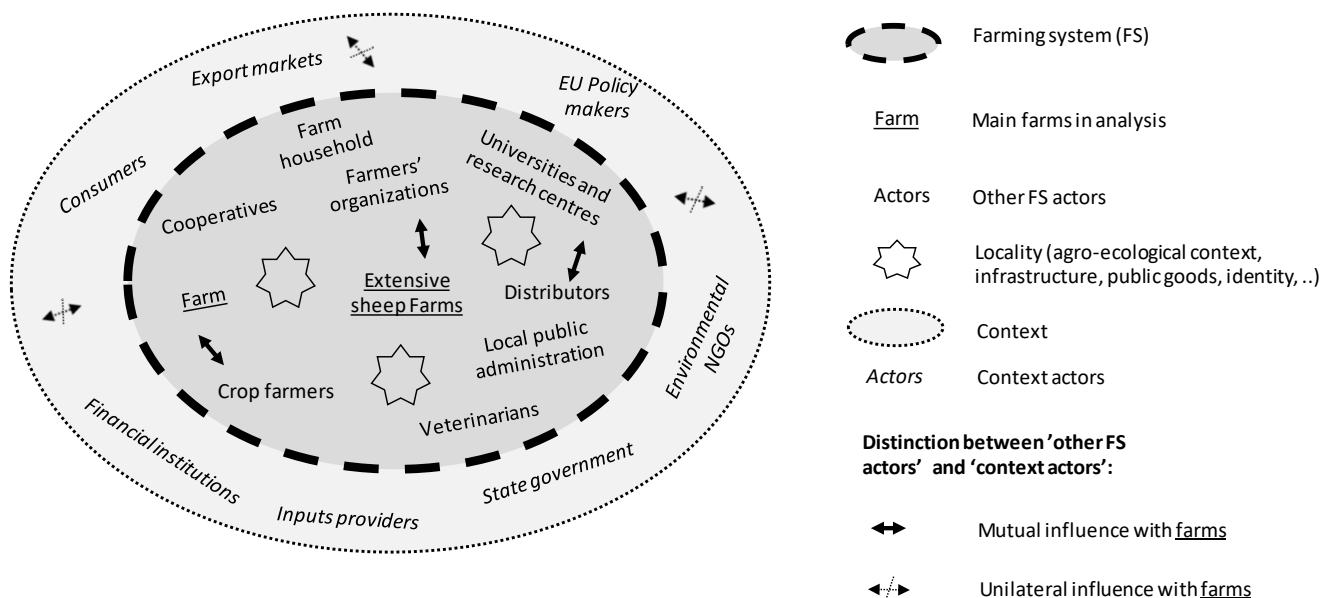 Export markets
EU Policy
makers
Consumers
Farm
household
Farmers'
organizations
Universities and
research centres
Cooperatives
Farm
Extensive
sheep Farms
Distributors
Local public
administration
Crop farmers
Veterinarians
Environmental
NGOs
Financial institutions
Inputs providers
State government
Farming system (FS)
Farm
Main farms in analysis
Actors
Other FS actors
Locality (agro-ecological context,
infrastructure, public goods, identity, ..)
Context
Actors
Context actors
Distinction between ’other FS
actors’ and ‘context actors’:
Mutual influence with farms
Unilateral influence with farms